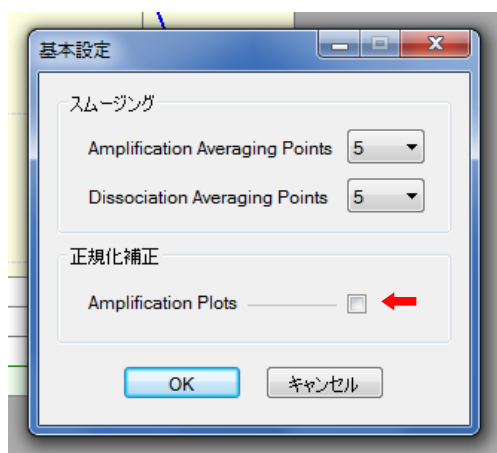 基本設定
スムージング
Amplification Averaging Points 5
Dissociation Averaging Points 5
正規化補正
Amplification Plots
OK キャンセル